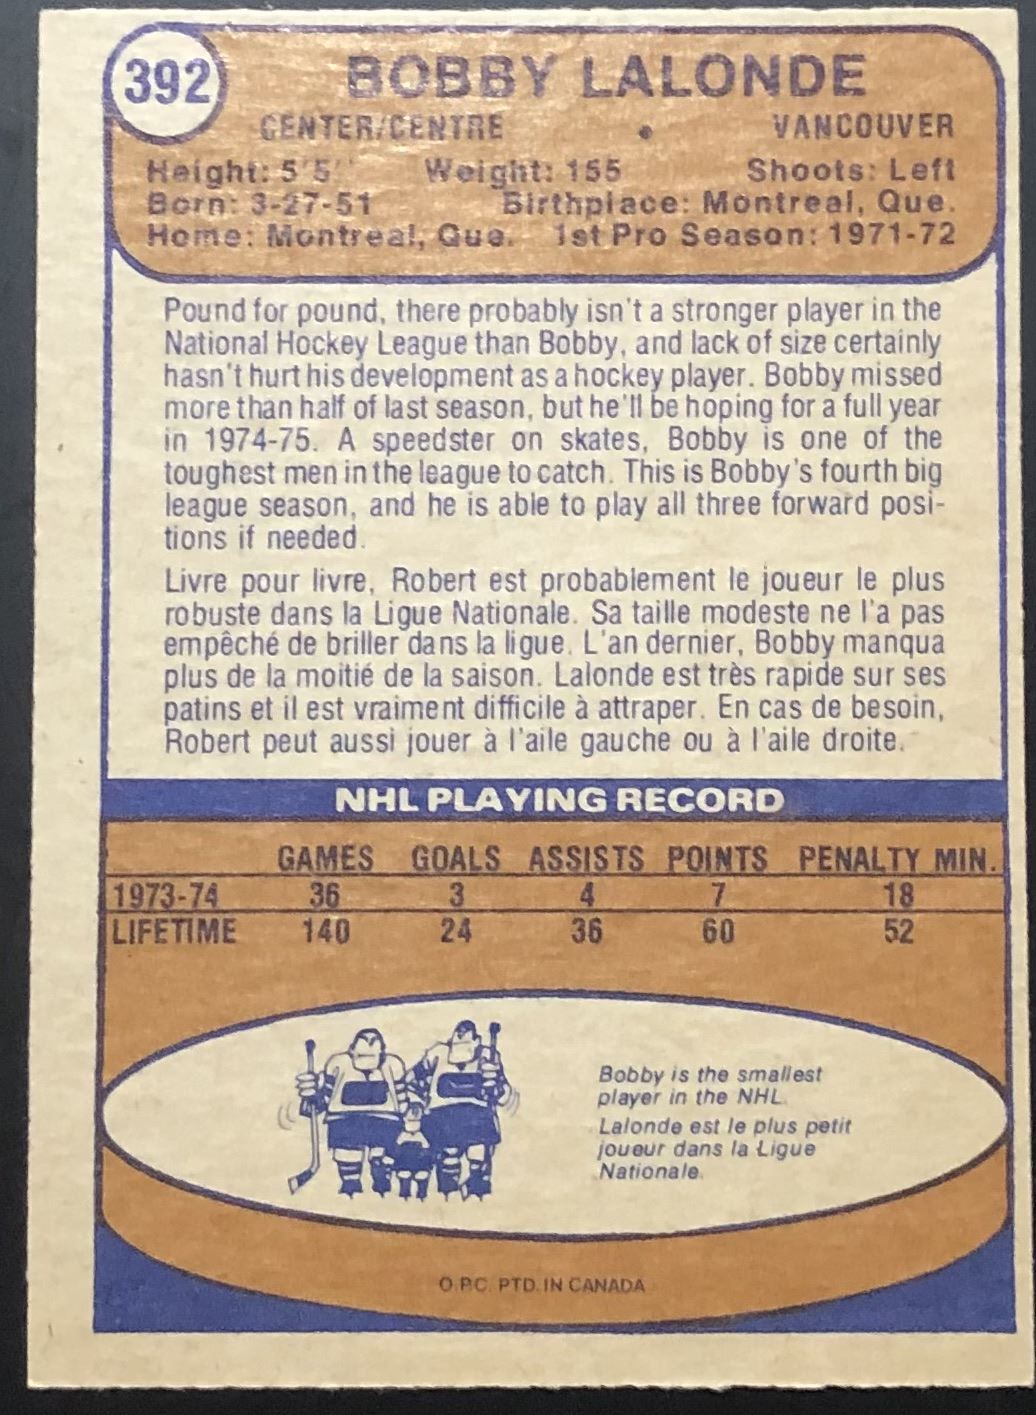 392
BOBBY LALONDE
CENTER/CENTRE • VANCOUVER
Height: 5'5'' Weight: 155 Shoots: Left
Born: 3-27-51 Birthplace: Montreal, Que.
Home: Montreal, Que. 1st Pro Season: 1971-72
Pound for pound, there probably isn't a stronger player in the
National Hockey League than Bobby, and lack of size certainly
hasn't hurt his development as a hockey player. Bobby missed
more than half of last season, but he'll be hoping for a full year
in 1974-75. A speedster on skates, Bobby is one of the
toughest men in the league to catch. This is Bobby's fourth big
league season, and he is able to play all three forward posi-
tions if needed.
Livre pour livre, Robert est probablement le joueur le plus
robuste dans la Ligue Nationale. Sa taille modeste ne l'a pas
empêché de briller dans la ligue. L'an dernier, Bobby manqua
plus de la moitié de la saison. Lalonde est très rapide sur ses
patins et il est vraiment difficile à attraper. En cas de besoin,
Robert peut aussi jouer à l'aile gauche ou à l'aile droite.
NHL PLAYING RECORD
GAMES GOALS ASSISTS POINTS PENALTY MIN.
1973-74 36 3 4 7 18
LIFETIME 140 24 36 60 52
Bobby is the smallest
player in the NHL.
Lalonde est le plus petit
joueur dans la Ligue
Nationale.
O.P.C. PTD. IN CANADA